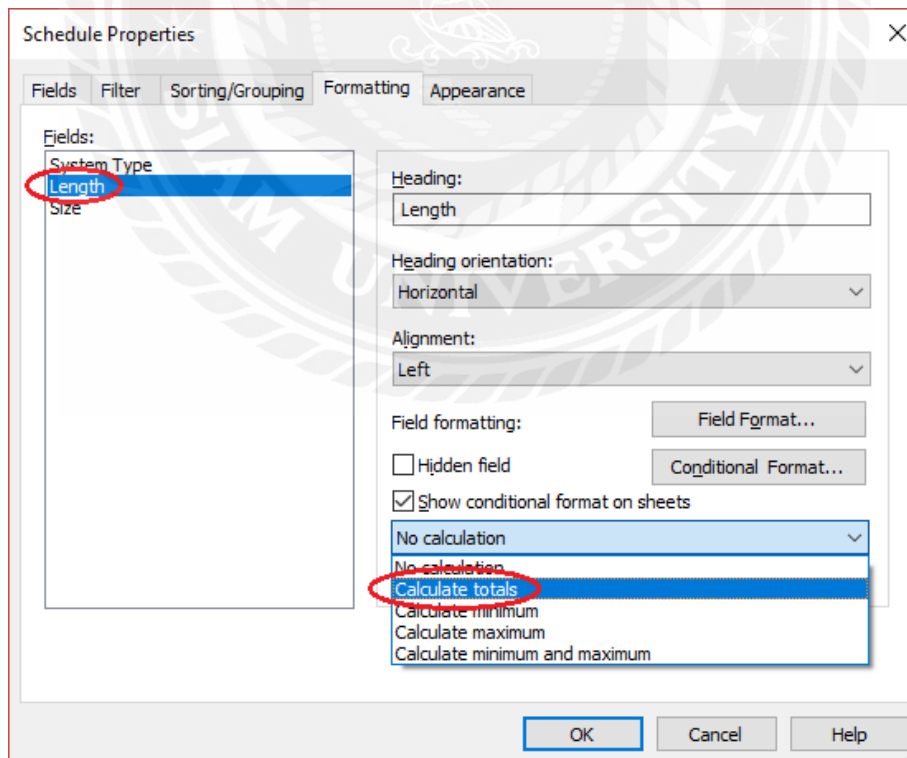 Schedule Properties
Fields Filter Sorting/Grouping Formatting Appearance
Fields:
System Type
Length
Size
Heading:
Length
Heading orientation:
Horizontal
Alignment:
Left
Field formatting:
Field Format...
Hidden field
Conditional Format...
Show conditional format on sheets
No calculation
No calculation
Calculate totals
Calculate minimum
Calculate maximum
Calculate minimum and maximum
OK Cancel Help
SIAM UNIVERSITY